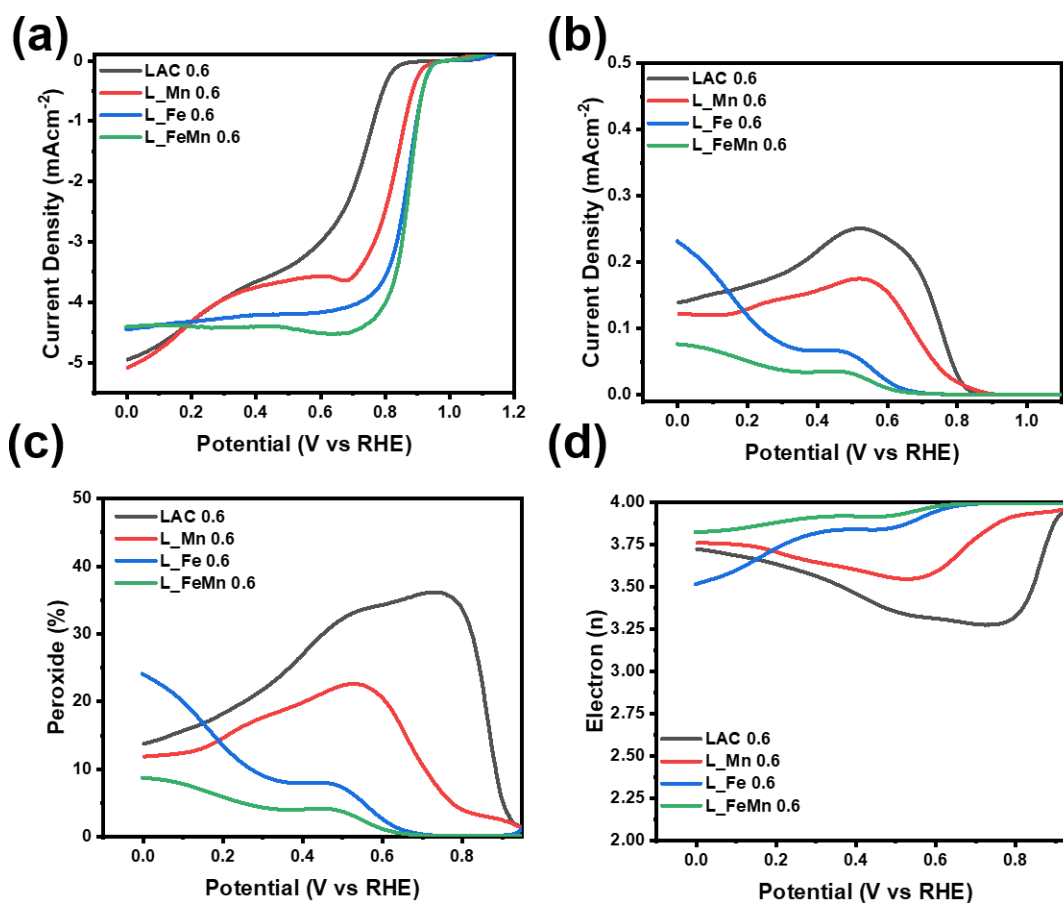 (a)
LAC 0.6
L_Mn 0.6
L_Fe 0.6
L_FeMn 0.6
Current Density (mAcm⁻²)
0
-1
-2
-3
-4
-5
0.0 0.2 0.4 0.6 0.8 1.0 1.2
Potential (V vs RHE)
(b)
LAC 0.6
L_Mn 0.6
L_Fe 0.6
L_FeMn 0.6
Current Density (mAcm⁻²)
0.5
0.4
0.3
0.2
0.1
0.0
0.0 0.2 0.4 0.6 0.8 1.0
Potential (V vs RHE)
(c)
LAC 0.6
L_Mn 0.6
L_Fe 0.6
L_FeMn 0.6
Peroxide (%)
50
40
30
20
10
0
0.0 0.2 0.4 0.6 0.8
Potential (V vs RHE)
(d)
Electron (n)
4.00
3.75
3.50
3.25
3.00
2.75
2.50
2.25
2.00
LAC 0.6
L_Mn 0.6
L_Fe 0.6
L_FeMn 0.6
0.0 0.2 0.4 0.6 0.8
Potential (V vs RHE)